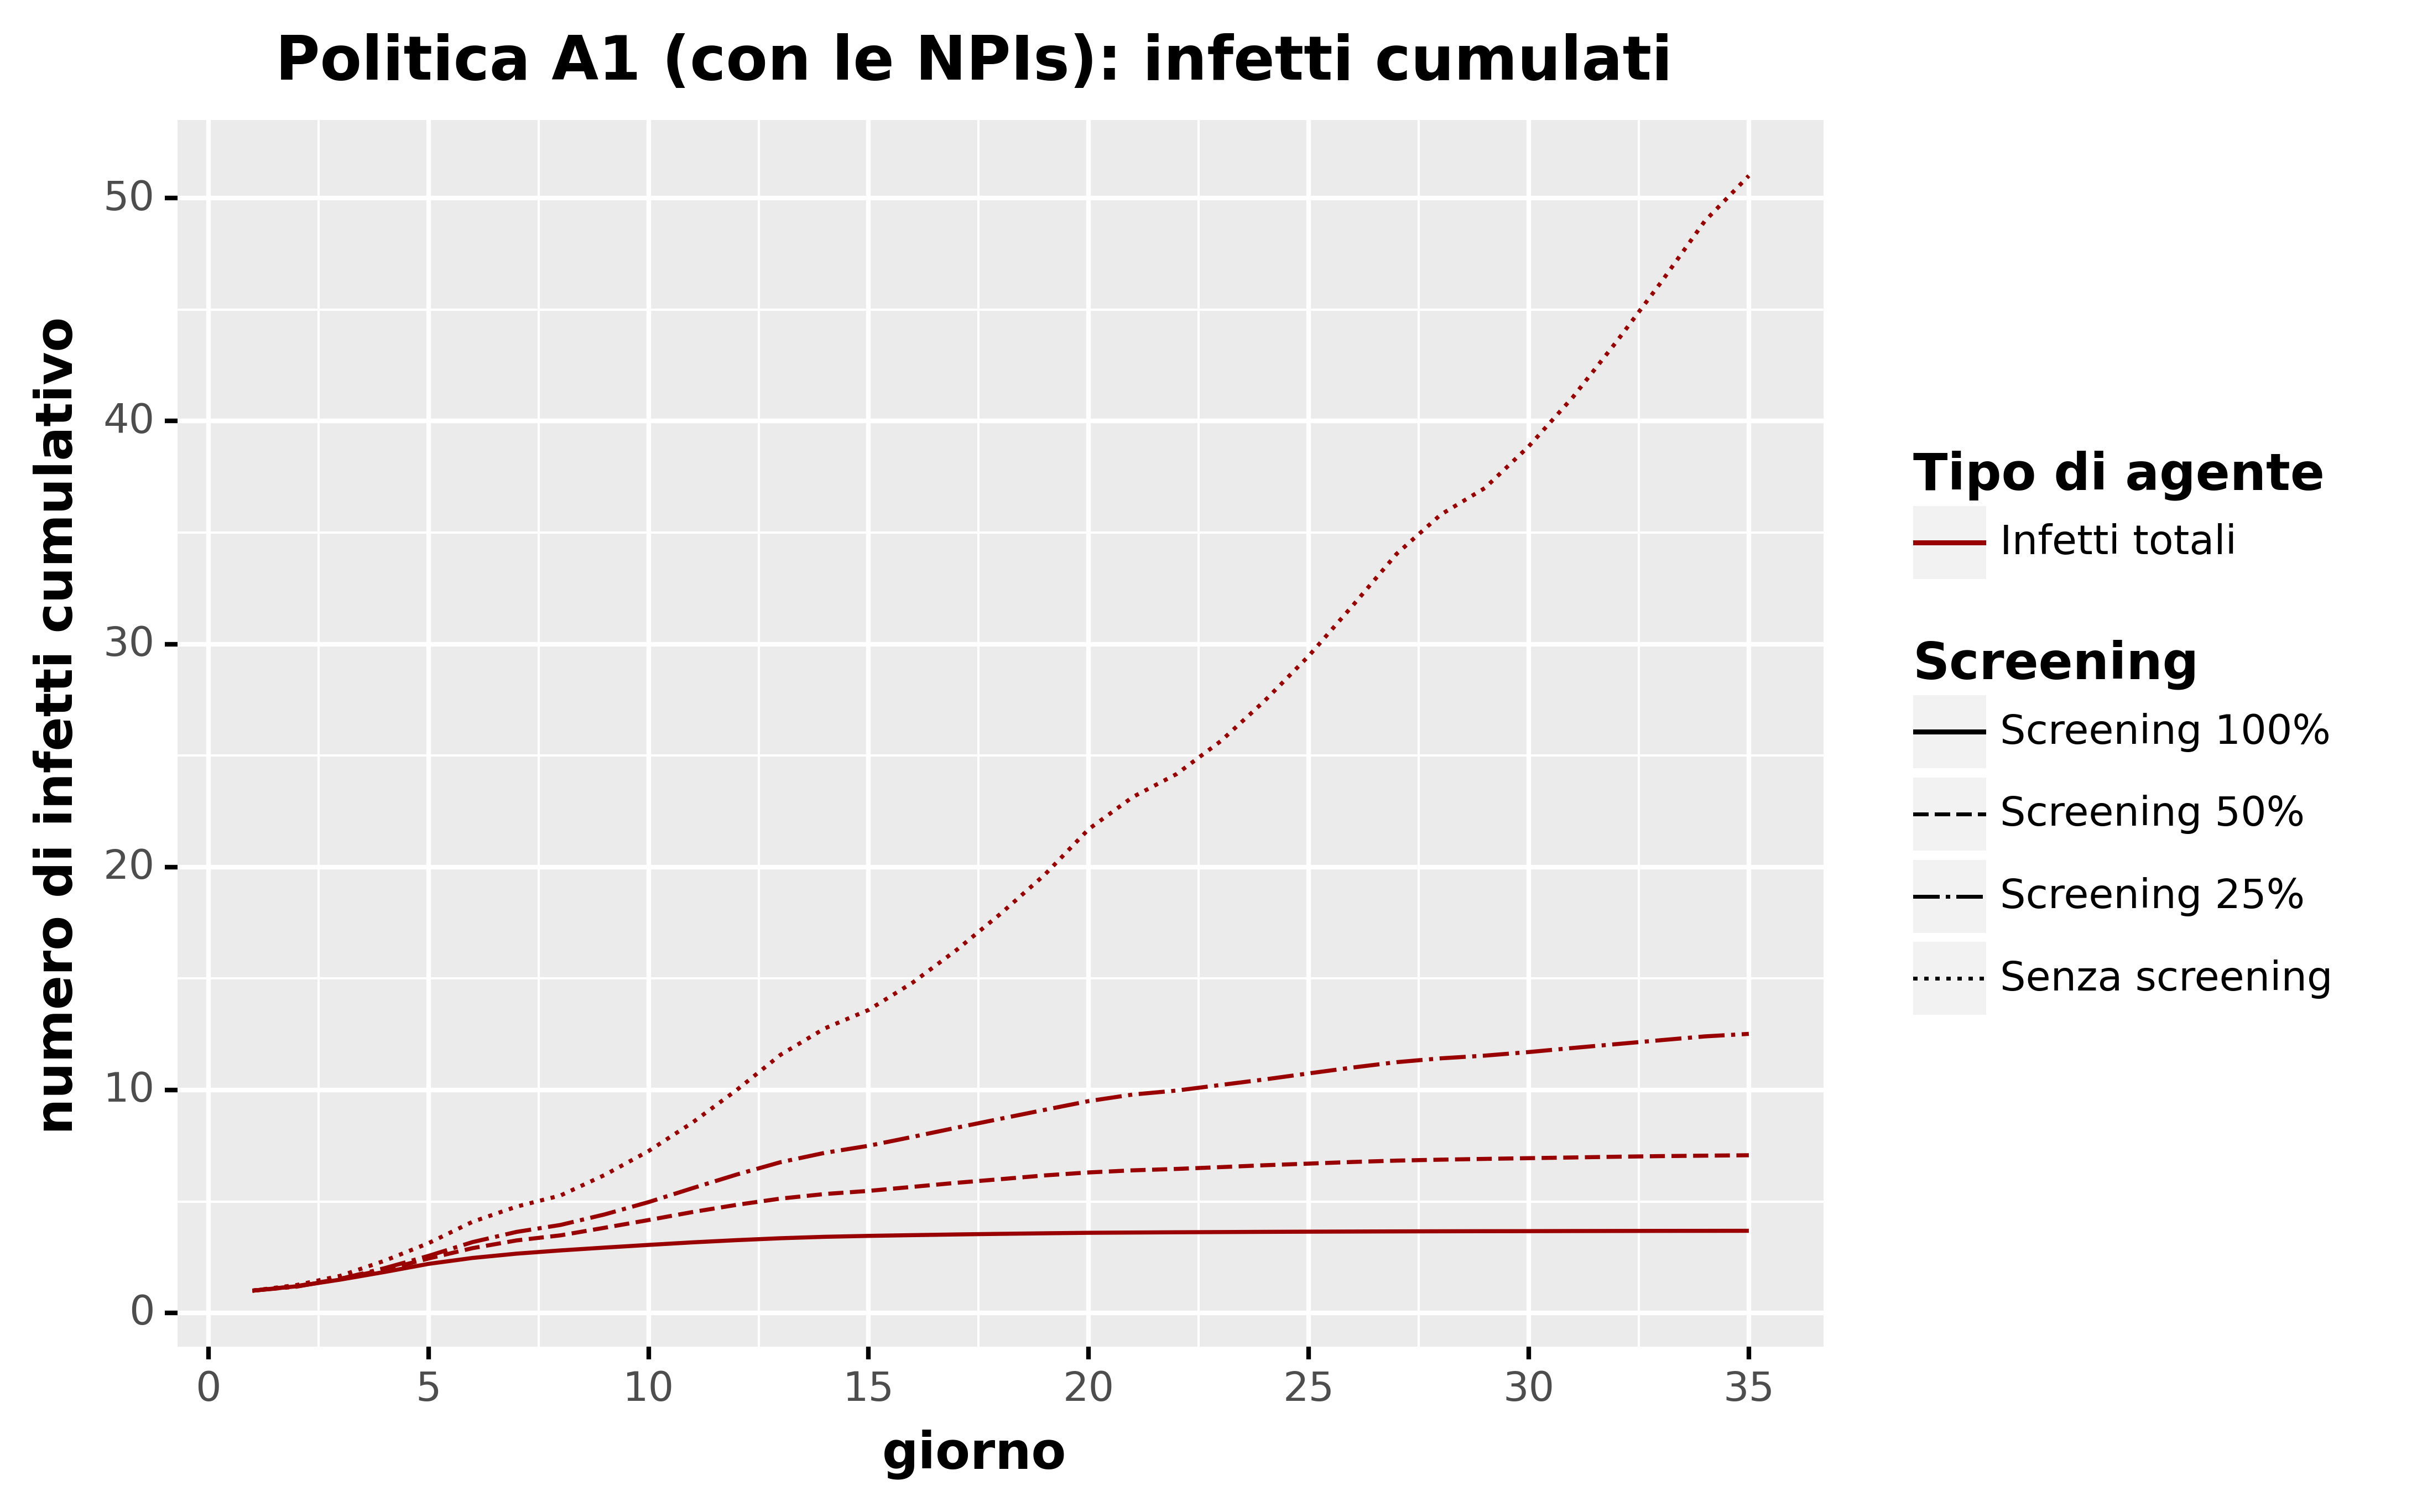 Politica A1 (con le NPIs): infetti cumulati
numero di infetti cumulativo
50
40
30
20
10
0
0 5 10 15 20 25 30 35
giorno
Tipo di agente
Infetti totali
Screening
Screening 100%
Screening 50%
Screening 25%
Senza screening